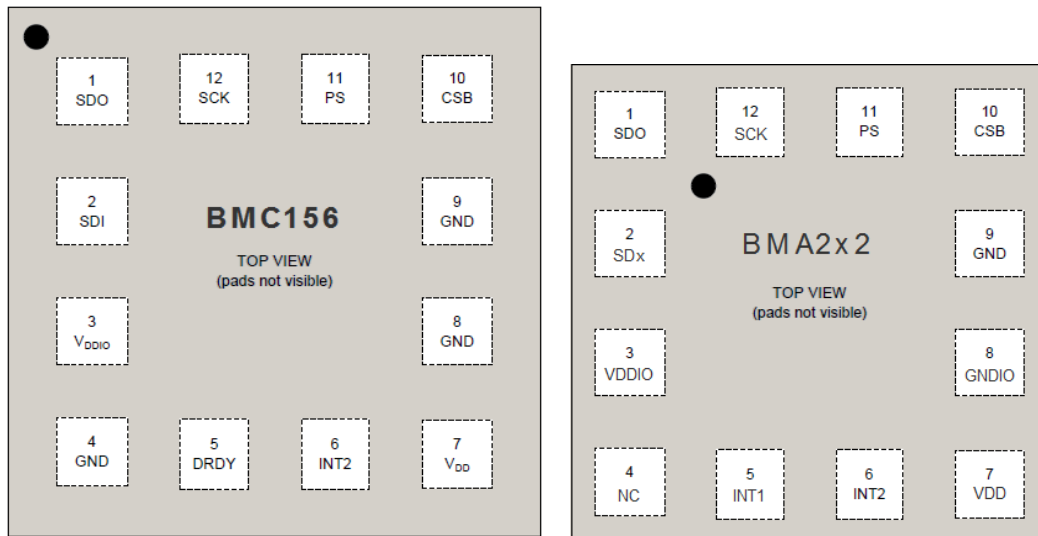 1
SDO
12
SCK
11
PS
10
CSB
2
SDI
BMC156
TOP VIEW
(pads not visible)
9
GND
3
VDDIO
8
GND
4
GND
5
DRDY
6
INT2
7
VDD
1
SDO
12
SCK
11
PS
10
CSB
2
SDx
BMA2x2
TOP VIEW
(pads not visible)
9
GND
3
VDDIO
8
GNDIO
4
NC
5
INT1
6
INT2
7
VDD